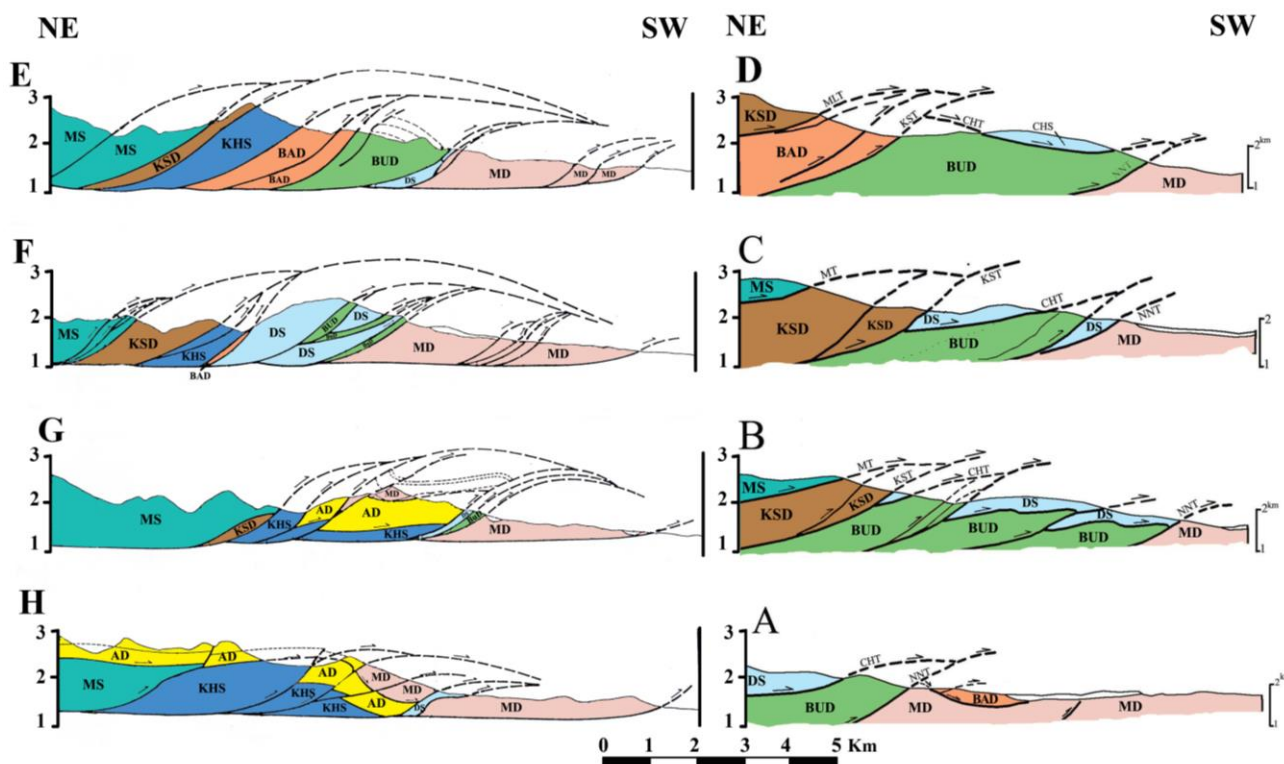 NE SW NE SW
E
3
2
1
MS MS KSD KHS BAD BAD BUD DS MD MD MD
D
3
2
1
KSD MLT BAD KST CHT CHS BUD MD
2km
1
F
3
2
1
MS KSD KHS BAD DS BUD DS DS MD MD
C
3
2
1
MS MT KSD KSD KST DS CHT BUD DS NNT MD
2
1
G
3
2
1
MS KSD KHS AD MD AD KHS BUD MD
B
3
2
1
MS MT KSD KSD KST BUD CHT DS BUD DS BUD NNT MD
2km
1
H
3
2
1
AD AD MS KHS KHS KHS AD AD MD MD DS MD
A
3
2
1
DS CHT BUD NNT MD BAD MD
2k
1
0 1 2 3 4 5 Km